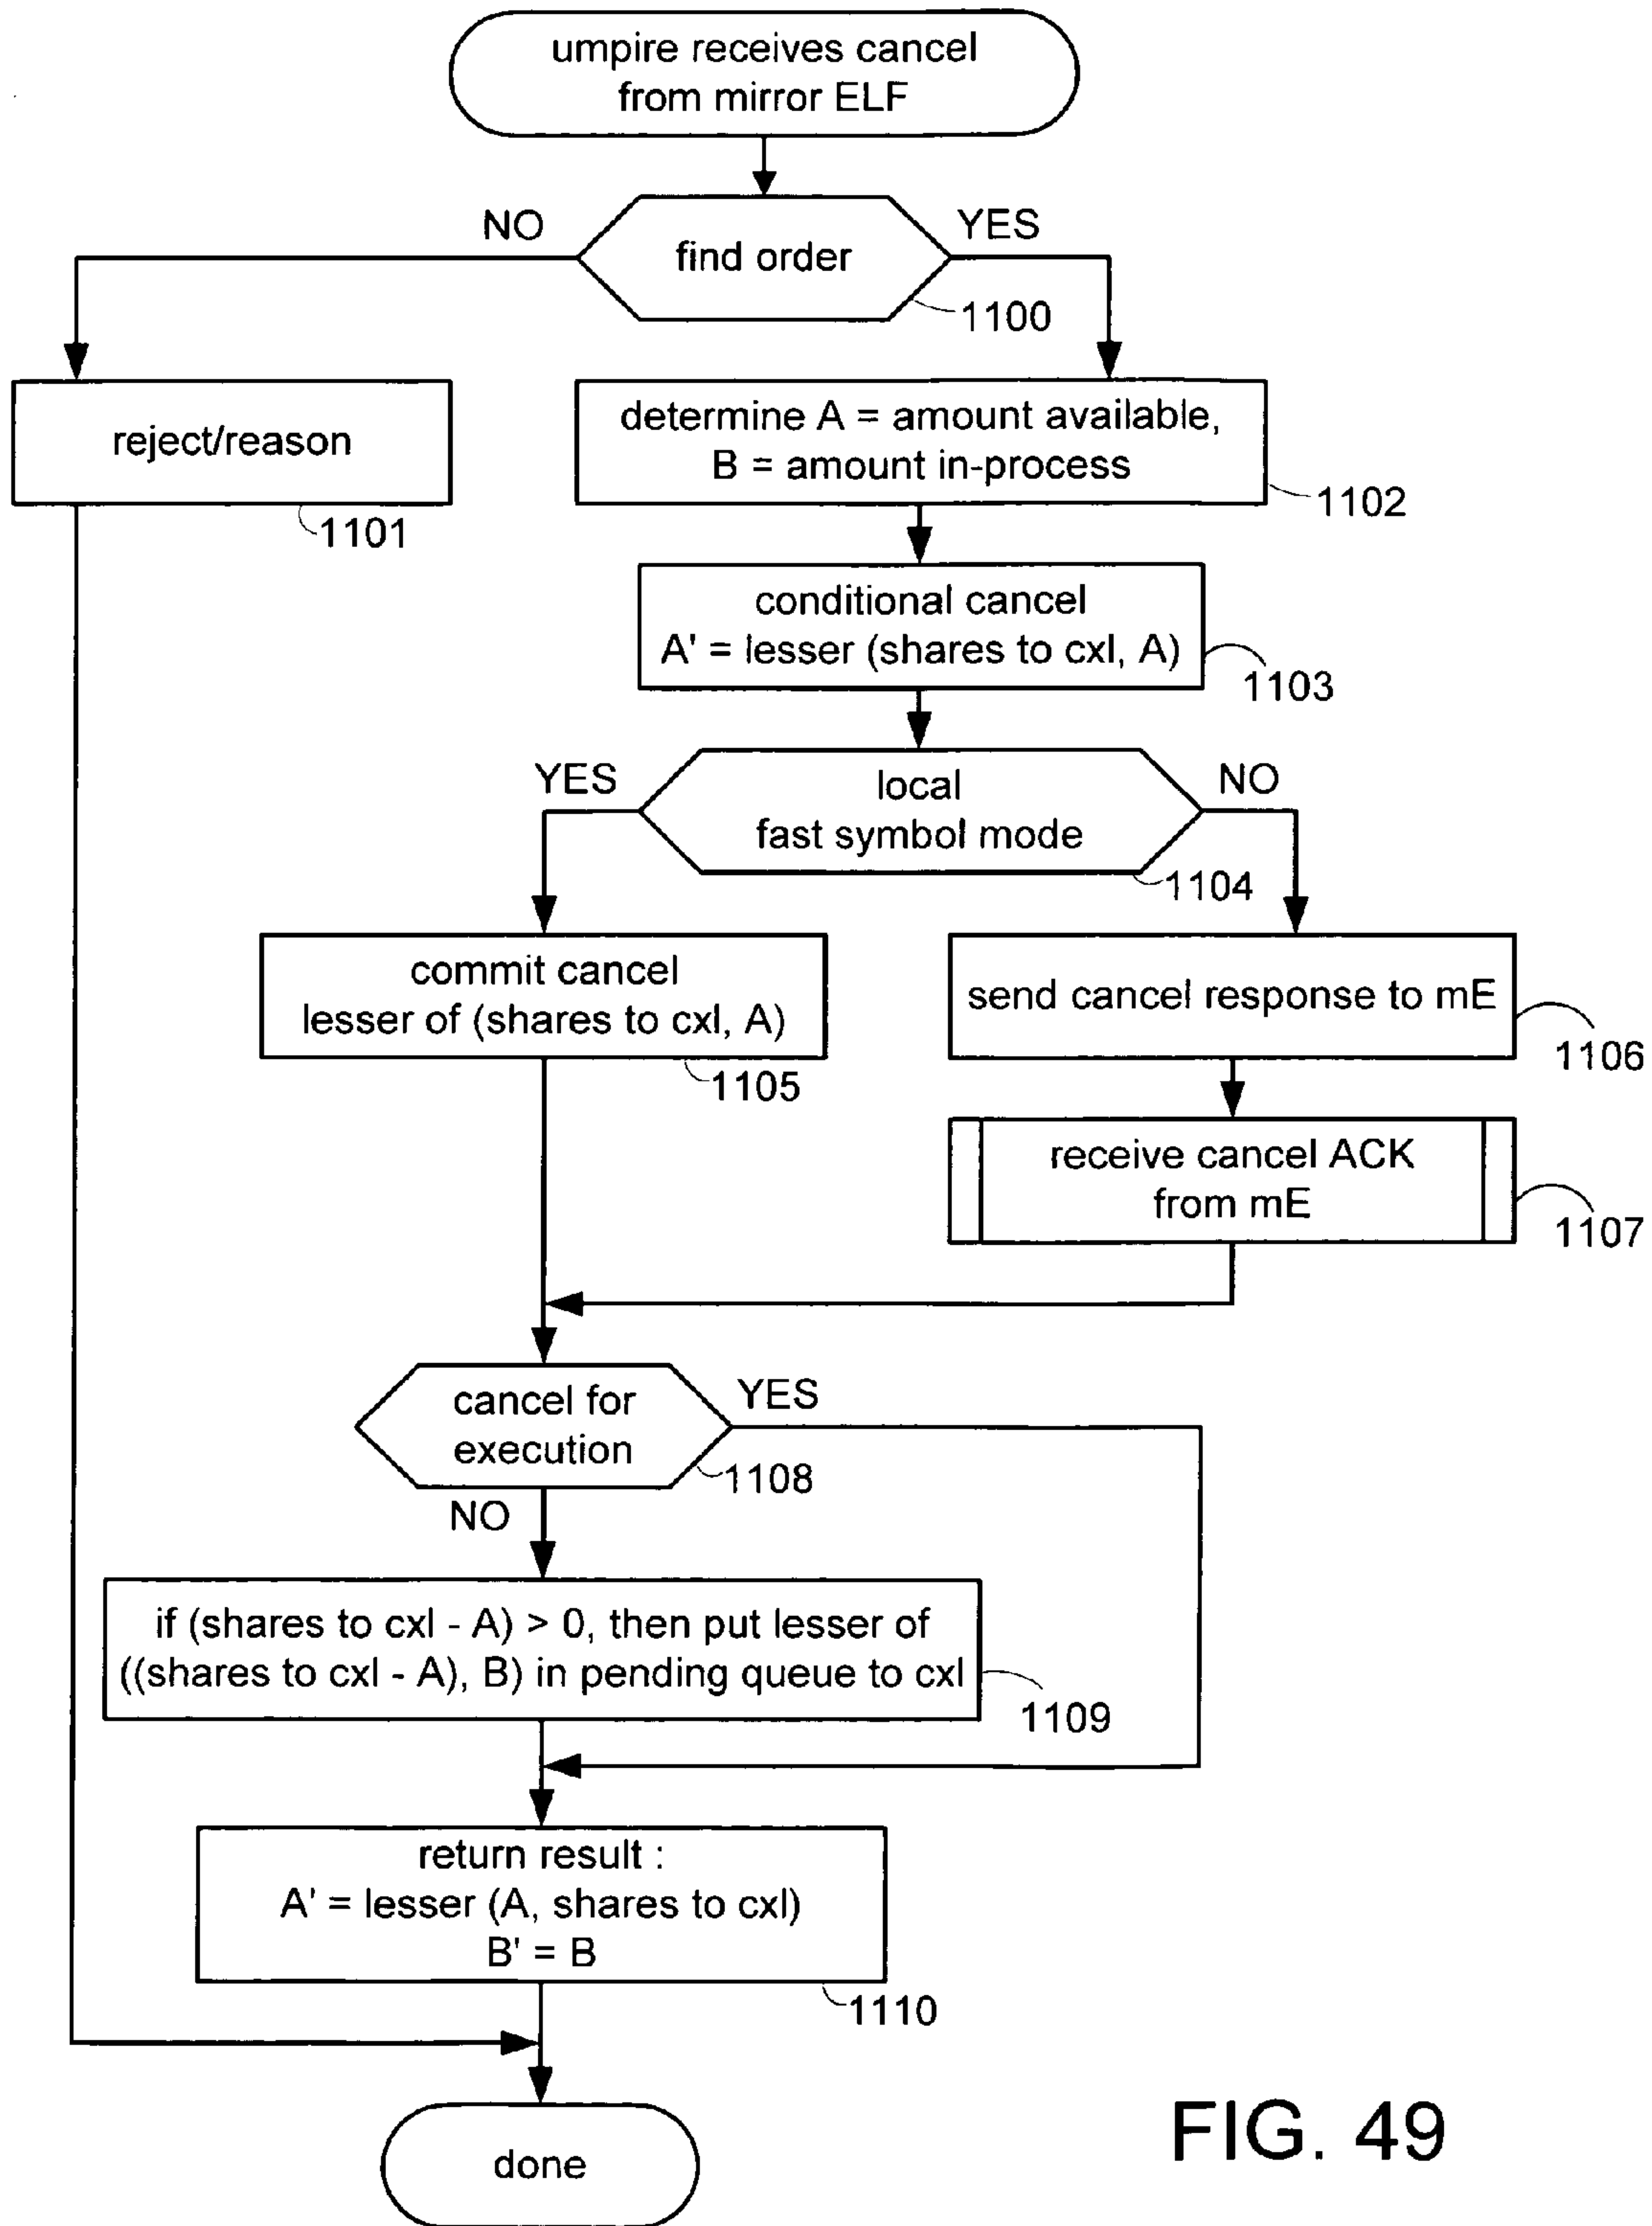 umpire receives cancel
from mirror ELF
NO
YES
find order
1100
reject/reason
1101
determine A = amount available,
B = amount in-process
1102
conditional cancel
A' = lesser (shares to cxl, A)
1103
YES
local
fast symbol mode
NO
1104
commit cancel
lesser of (shares to cxl, A)
1105
send cancel response to mE
1106
receive cancel ACK
from mE
1107
cancel for
execution
YES
1108
NO
if (shares to cxl - A) > 0, then put lesser of
((shares to cxl - A), B) in pending queue to cxl
1109
return result :
A' = lesser (A, shares to cxl)
B' = B
1110
done
FIG. 49